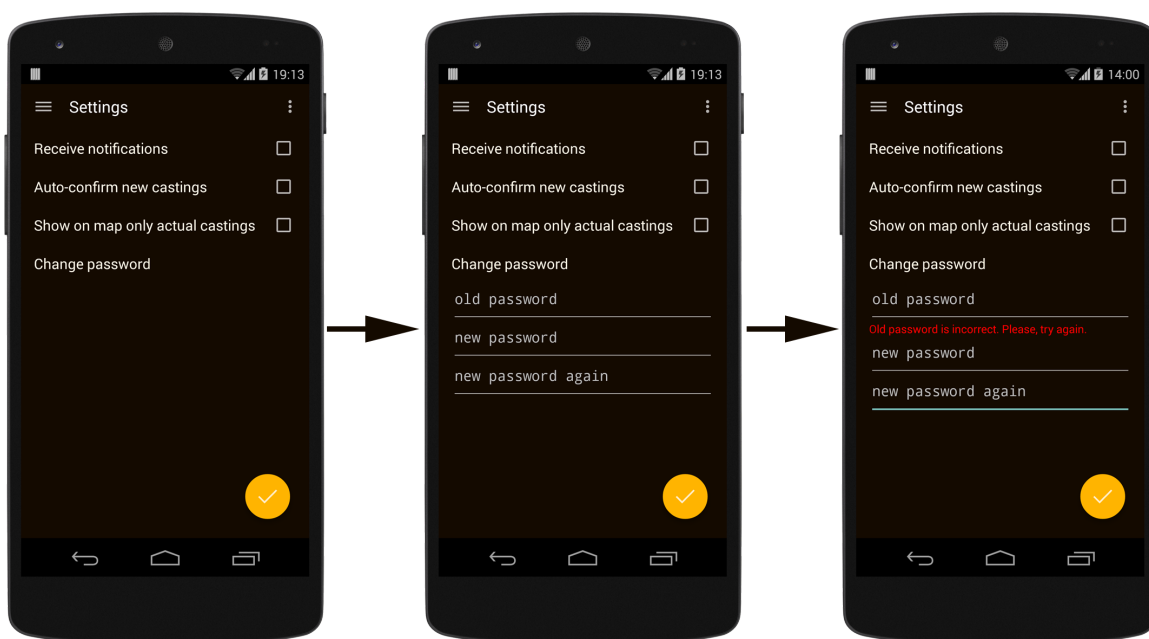 19:13
Settings
Receive notifications
Auto-confirm new castings
Show on map only actual castings
Change password
19:13
Settings
Receive notifications
Auto-confirm new castings
Show on map only actual castings
Change password
old password
new password
new password again
14:00
Settings
Receive notifications
Auto-confirm new castings
Show on map only actual castings
Change password
old password
Old password is incorrect. Please, try again.
new password
new password again